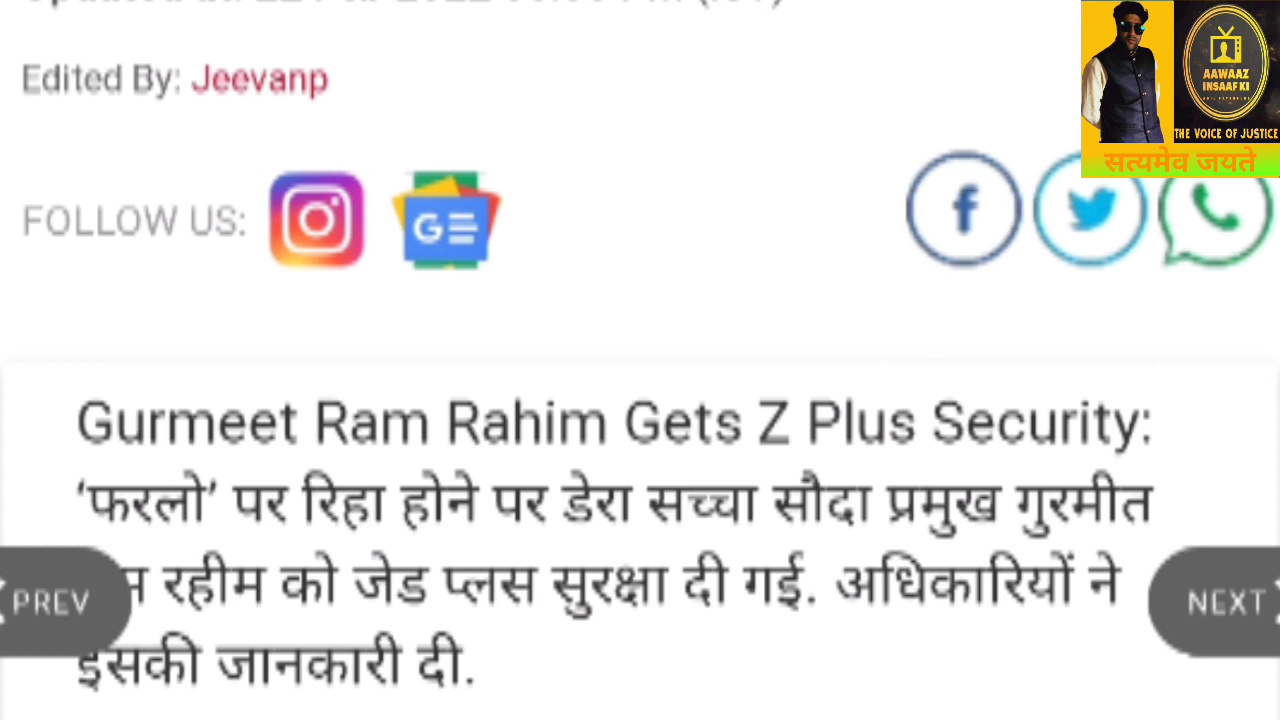 Edited By: Jeevanp
AAWAAZ
INSAAF KI
THE VOICE OF JUSTICE
सत्यमेव जयते
FOLLOW US:
Gurmeet Ram Rahim Gets Z Plus Security:
‘फरलो’ पर रिहा होने पर डेरा सच्चा सौदा प्रमुख गुरमीत
रहीम को जेड प्लस सुरक्षा दी गई. अधिकारियों ने
PREV
NEXT
इसकी जानकारी दी.